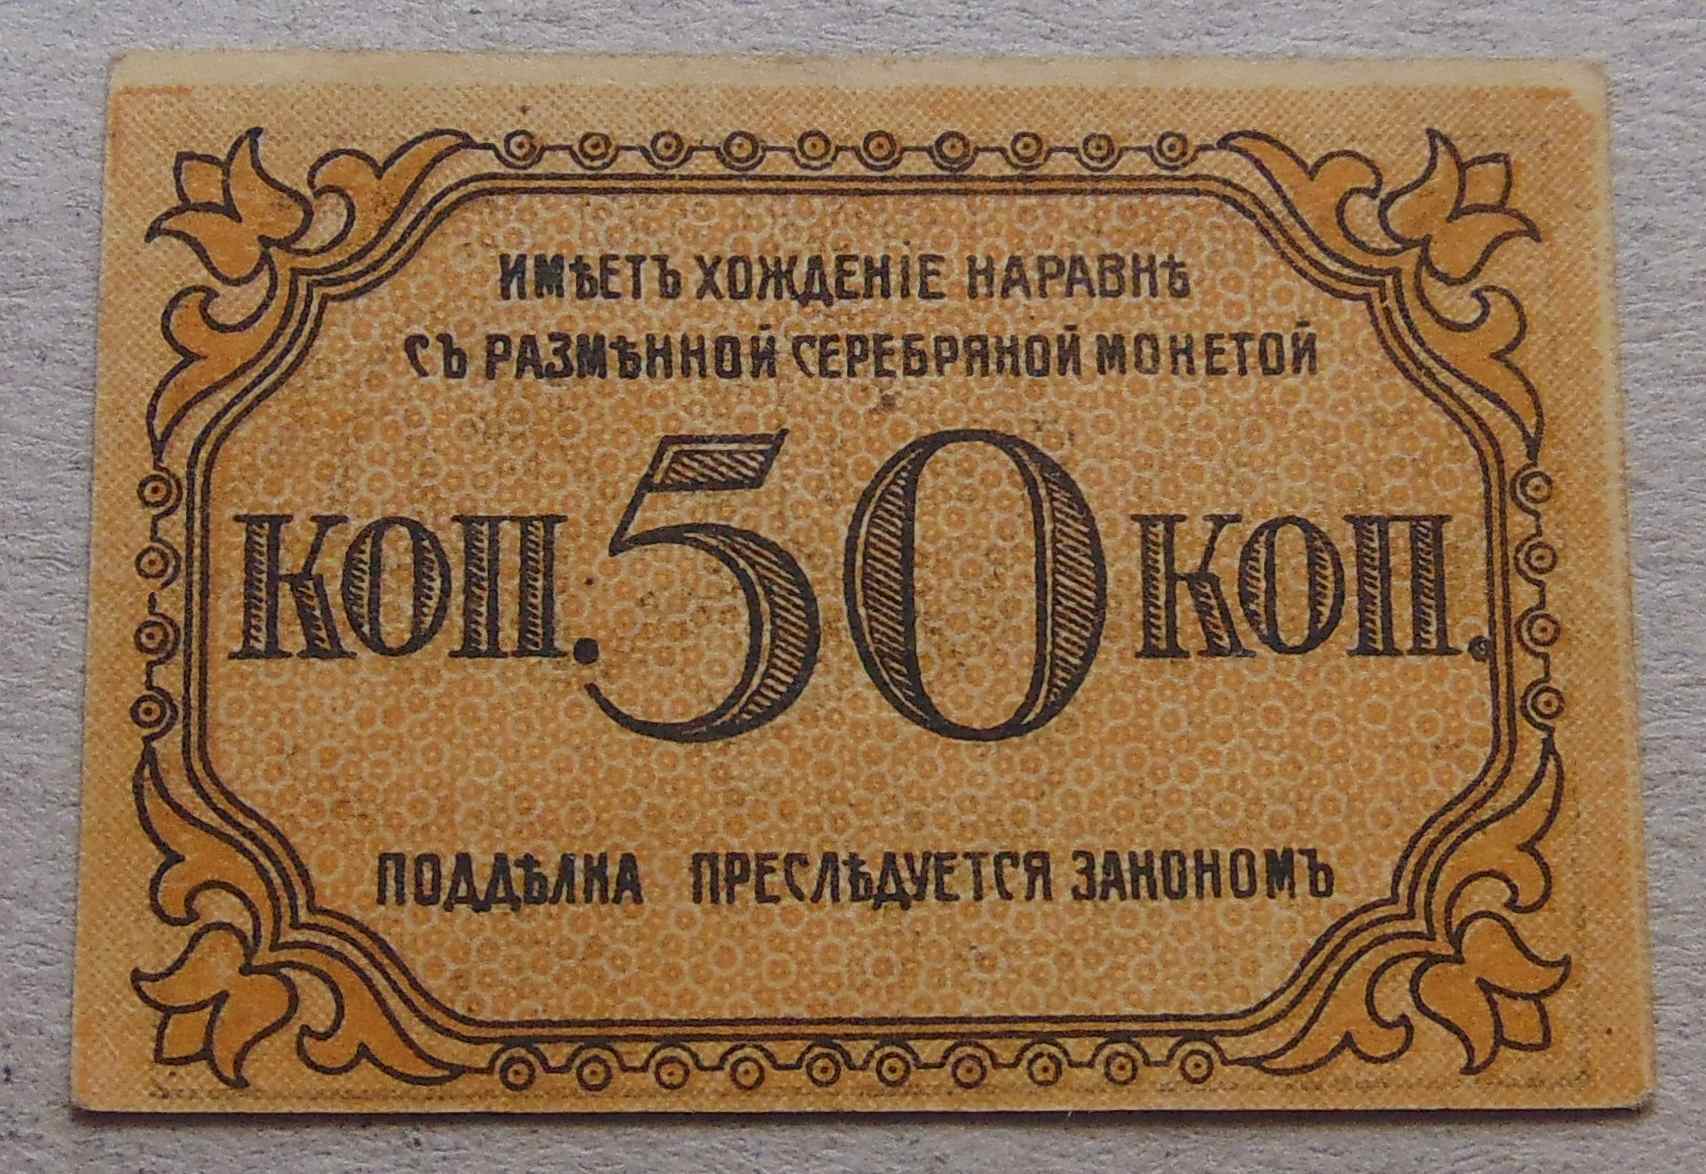 ИМѢЕТЪ ХОЖДЕНІЕ НАРАВНѢ
СЪ РАЗМѢННОЙ СЕРЕБРЯНОЙ МОНЕТОЙ
КОП. 50 КОП.
ПОДДѢЛКА ПРЕСЛѢДУЕТСЯ ЗАКОНОМЪ